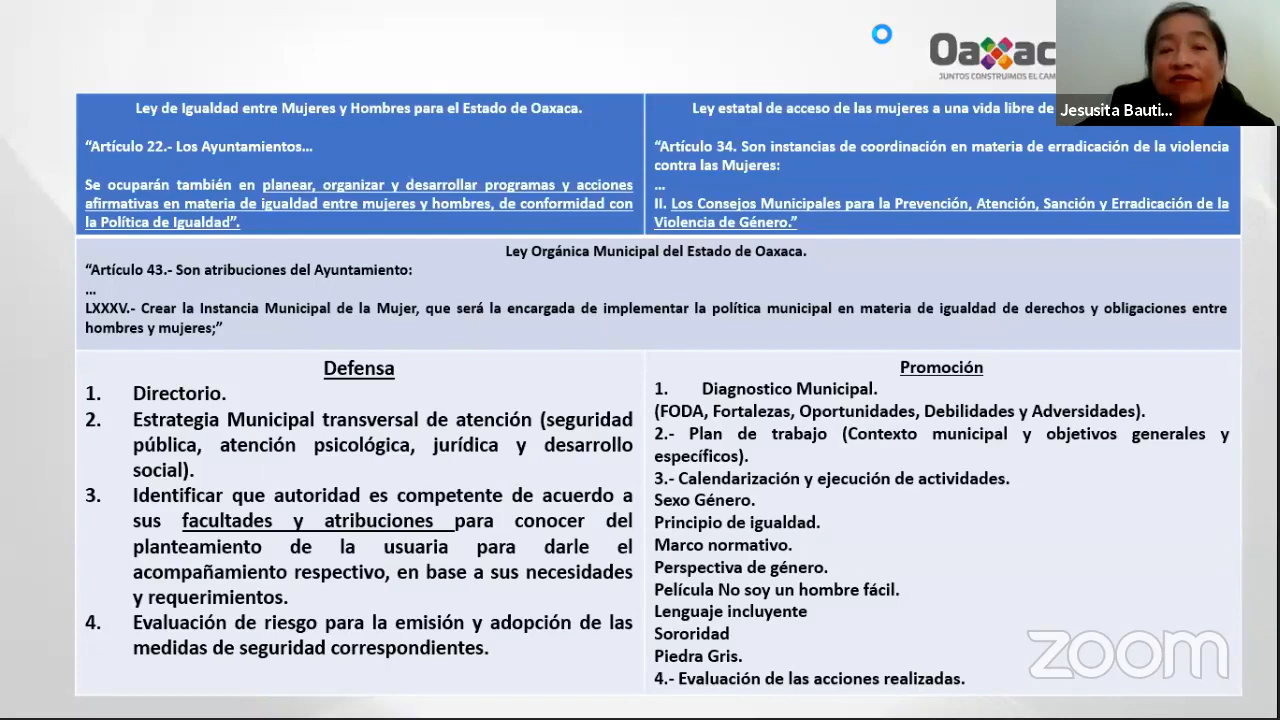 Oaxac
JUNTOS CONSTRUIMOS EL CAM
Jesusita Bauti...
Ley de Igualdad entre Mujeres y Hombres para el Estado de Oaxaca.
“Artículo 22.- Los Ayuntamientos…
Se ocuparán también en planear, organizar y desarrollar programas y acciones
afirmativas en materia de igualdad entre mujeres y hombres, de conformidad con
la Política de Igualdad”.
Ley estatal de acceso de las mujeres a una vida libre de
“Artículo 34. Son instancias de coordinación en materia de erradicación de la violencia
contra las Mujeres:
…
II. Los Consejos Municipales para la Prevención, Atención, Sanción y Erradicación de la
Violencia de Género.”
Ley Orgánica Municipal del Estado de Oaxaca.
“Artículo 43.- Son atribuciones del Ayuntamiento:
…
LXXXV.- Crear la Instancia Municipal de la Mujer, que será la encargada de implementar la política municipal en materia de igualdad de derechos y obligaciones entre
hombres y mujeres;”
Defensa
1. Directorio.
2. Estrategia Municipal transversal de atención (seguridad
pública, atención psicológica, jurídica y desarrollo
social).
3. Identificar que autoridad es competente de acuerdo a
sus facultades y atribuciones para conocer del
planteamiento de la usuaria para darle el
acompañamiento respectivo, en base a sus necesidades
y requerimientos.
4. Evaluación de riesgo para la emisión y adopción de las
medidas de seguridad correspondientes.
Promoción
1. Diagnostico Municipal.
(FODA, Fortalezas, Oportunidades, Debilidades y Adversidades).
2.- Plan de trabajo (Contexto municipal y objetivos generales y
específicos).
3.- Calendarización y ejecución de actividades.
Sexo Género.
Principio de igualdad.
Marco normativo.
Perspectiva de género.
Película No soy un hombre fácil.
Lenguaje incluyente
Sororidad
Piedra Gris.
4.- Evaluación de las acciones realizadas.
zoom